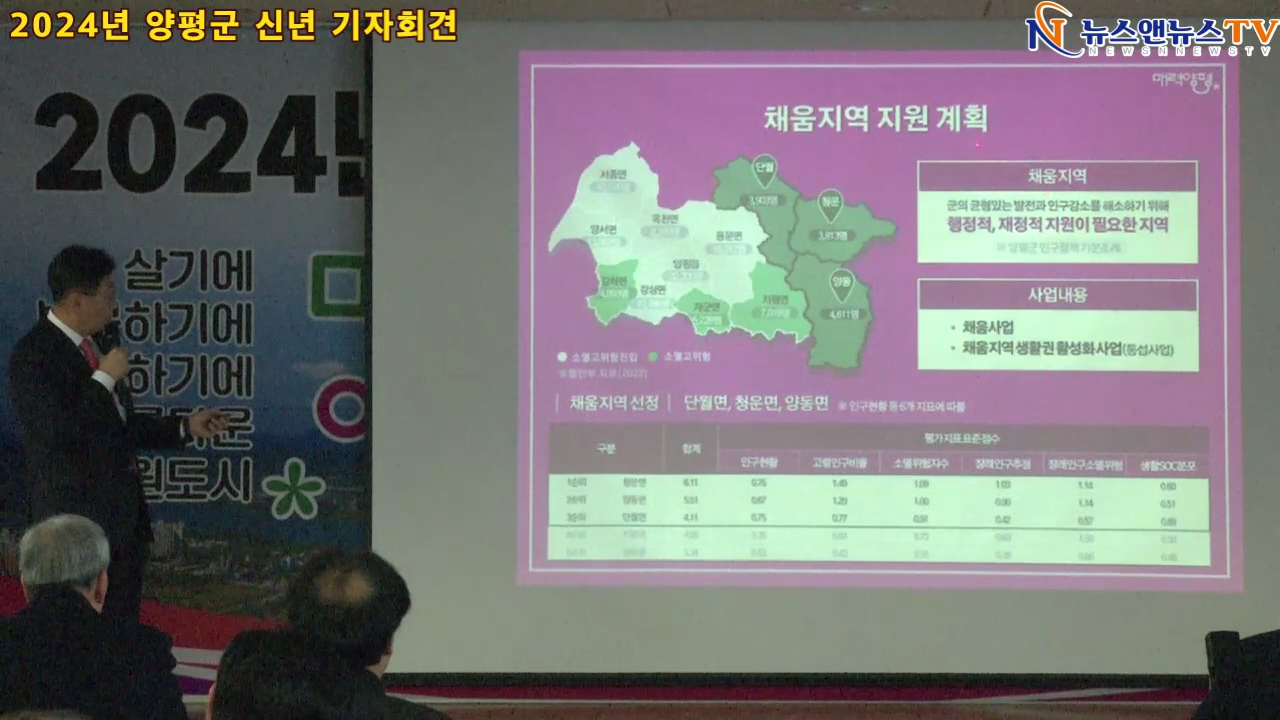 2024년 양평군 신년 기자회견
뉴스앤뉴스TV
NEWSNNEWSTV
2024년
살기에
하기에
하기에
도시
매력양평
채움지역 지원 계획
서종면
단월
3,903명
청운
3,813명
옥천면
양서면
용문면
양평읍
강하면
강상면
개군면
지평면
양동
4,611명
소멸고위험진입
소멸고위험
채움지역
군의 균형있는 발전과 인구감소를 해소하기 위해
행정적, 재정적 지원이 필요한 지역
사업내용
• 채움사업
• 채움지역 생활권 활성화 사업(동섭사업)
채움지역 선정 | 단월면, 청운면, 양동면 ※ 인구현황 등 6개 지표에 따름
구분 합계 평가지표 표준점수
인구현황 고령인구비율 소멸위험지수 장래인구추정 장래인구소멸위험 생활SOC분포
1순위 청운면 6.11 0.76 1.49 1.09 1.03 1.14 0.60
2순위 양동면 5.51 0.67 1.29 1.00 0.90 1.14 0.51
3순위 단월면 4.11 0.75 0.77 0.91 0.42 0.57 0.69